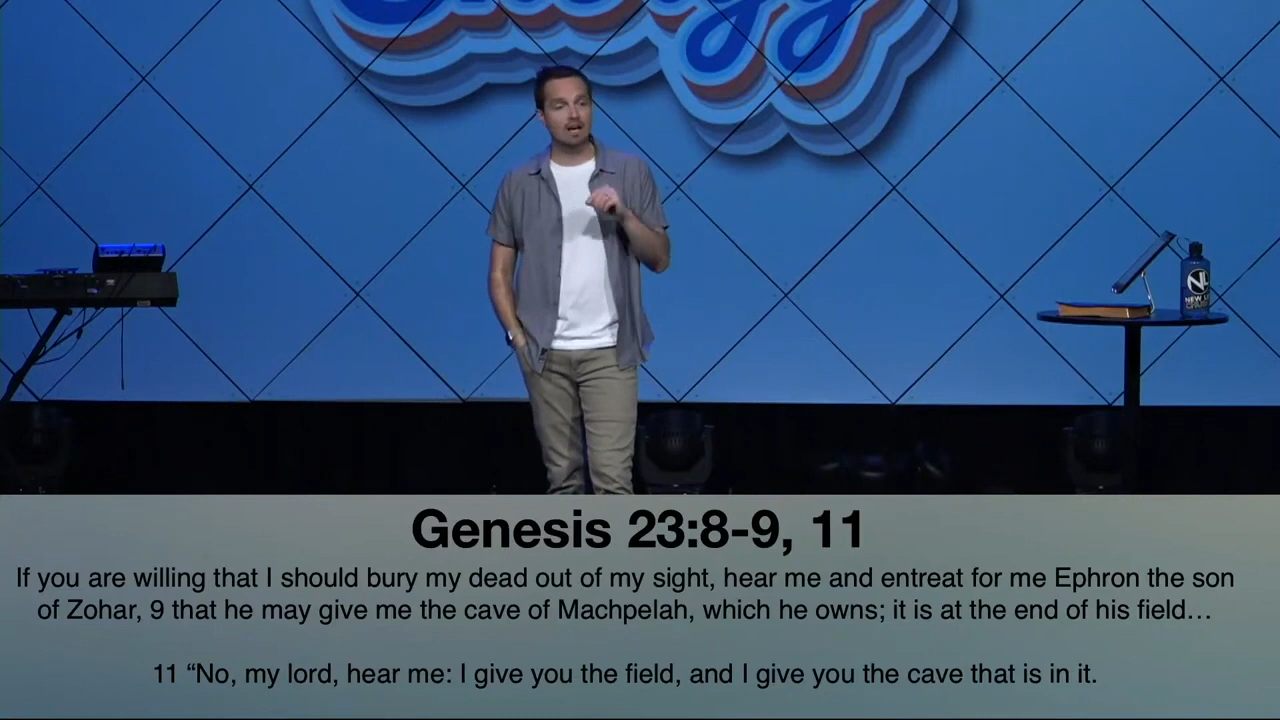 Genesis 23:8-9, 11
If you are willing that I should bury my dead out of my sight, hear me and entreat for me Ephron the son
of Zohar, 9 that he may give me the cave of Machpelah, which he owns; it is at the end of his field…
11 “No, my lord, hear me: I give you the field, and I give you the cave that is in it.